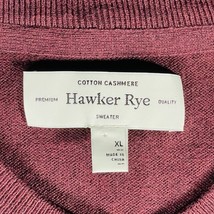 COTTON CASHMERE
PREMIUM Hawker Rye QUALITY
SWEATER
XL
MADE IN
CHINA